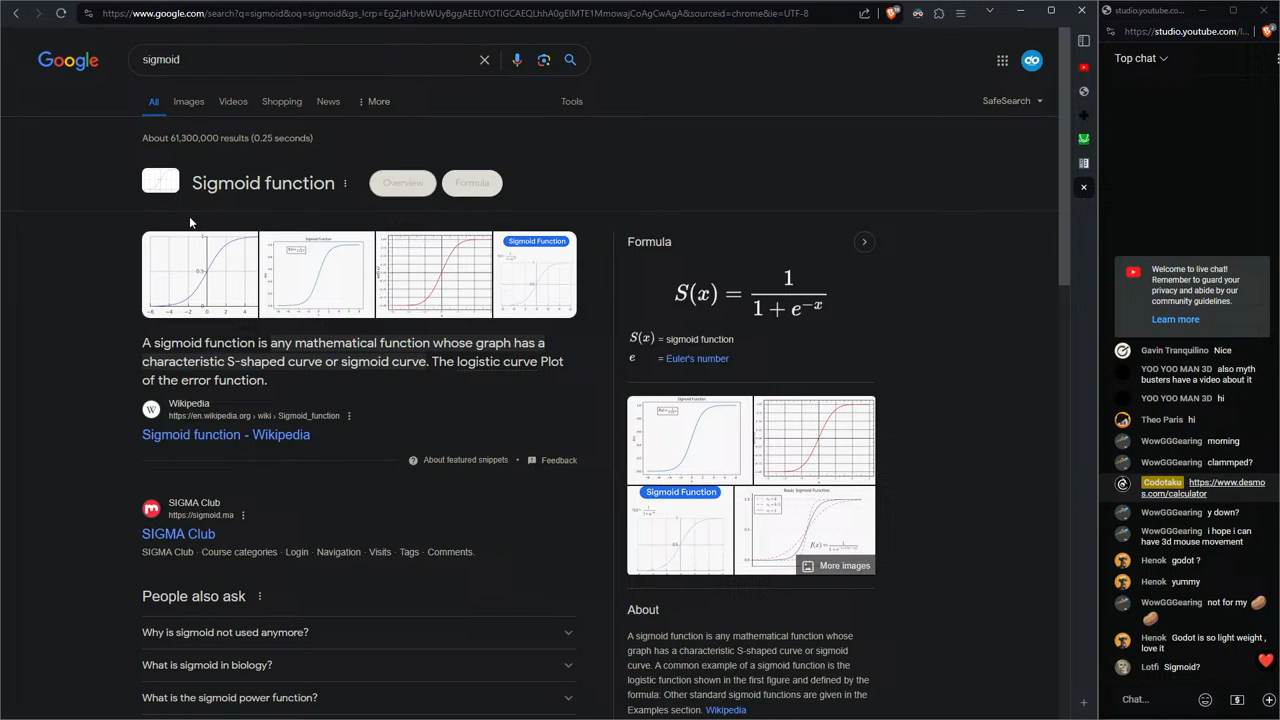 https://www.google.com/search?q=sigmoid&oq=sigmoid&gs_lcrp=EgZjaHJvbWUyBggAEEUYOTIGCAEQLhhA0gEIMTE1MmowajCoAgCwAgA&sourceid=chrome&ie=UTF-8
studio.youtube.co...
https://studio.youtube.com/l...
Google
sigmoid
Top chat
All Images Videos Shopping News More Tools
SafeSearch
About 61,300,000 results (0.25 seconds)
Sigmoid function
Overview
Formula
Sigmoid Function
A sigmoid function is any mathematical function whose graph has a
characteristic S-shaped curve or sigmoid curve. The logistic curve Plot
of the error function.
Wikipedia
https://en.wikipedia.org › wiki › Sigmoid_function
Sigmoid function - Wikipedia
About featured snippets • Feedback
SIGMA Club
https://sigmoid.ma
SIGMA Club
SIGMA Club · Course categories · Login · Navigation · Visits · Tags · Comments.
People also ask
Why is sigmoid not used anymore?
What is sigmoid in biology?
What is the sigmoid power function?
Formula
S(x) = 1 / (1 + e^{-x})
S(x) = sigmoid function
e = Euler's number
Sigmoid Function
Sigmoid Function
Basic Sigmoid Function
More images
About
A sigmoid function is any mathematical function whose
graph has a characteristic S-shaped curve or sigmoid
curve. A common example of a sigmoid function is the
logistic function shown in the first figure and defined by the
formula: Other standard sigmoid functions are given in the
Examples section. Wikipedia
Welcome to live chat!
Remember to guard your
privacy and abide by our
community guidelines.
Learn more
Gavin Tranquilino Nice
YOO YOO MAN 3D also myth
busters have a video about it
YOO YOO MAN 3D hi
Theo Paris hi
WowGGGearing morning
WowGGGearing clammped?
Codotaku https://www.desmo
s.com/calculator
WowGGGearing y down?
WowGGGearing i hope i can
have 3d mouse movement
Henok godot ?
Henok yummy
WowGGGearing not for my
Henok Godot is so light weight ,
love it
Lotfi Sigmoid?
Chat...